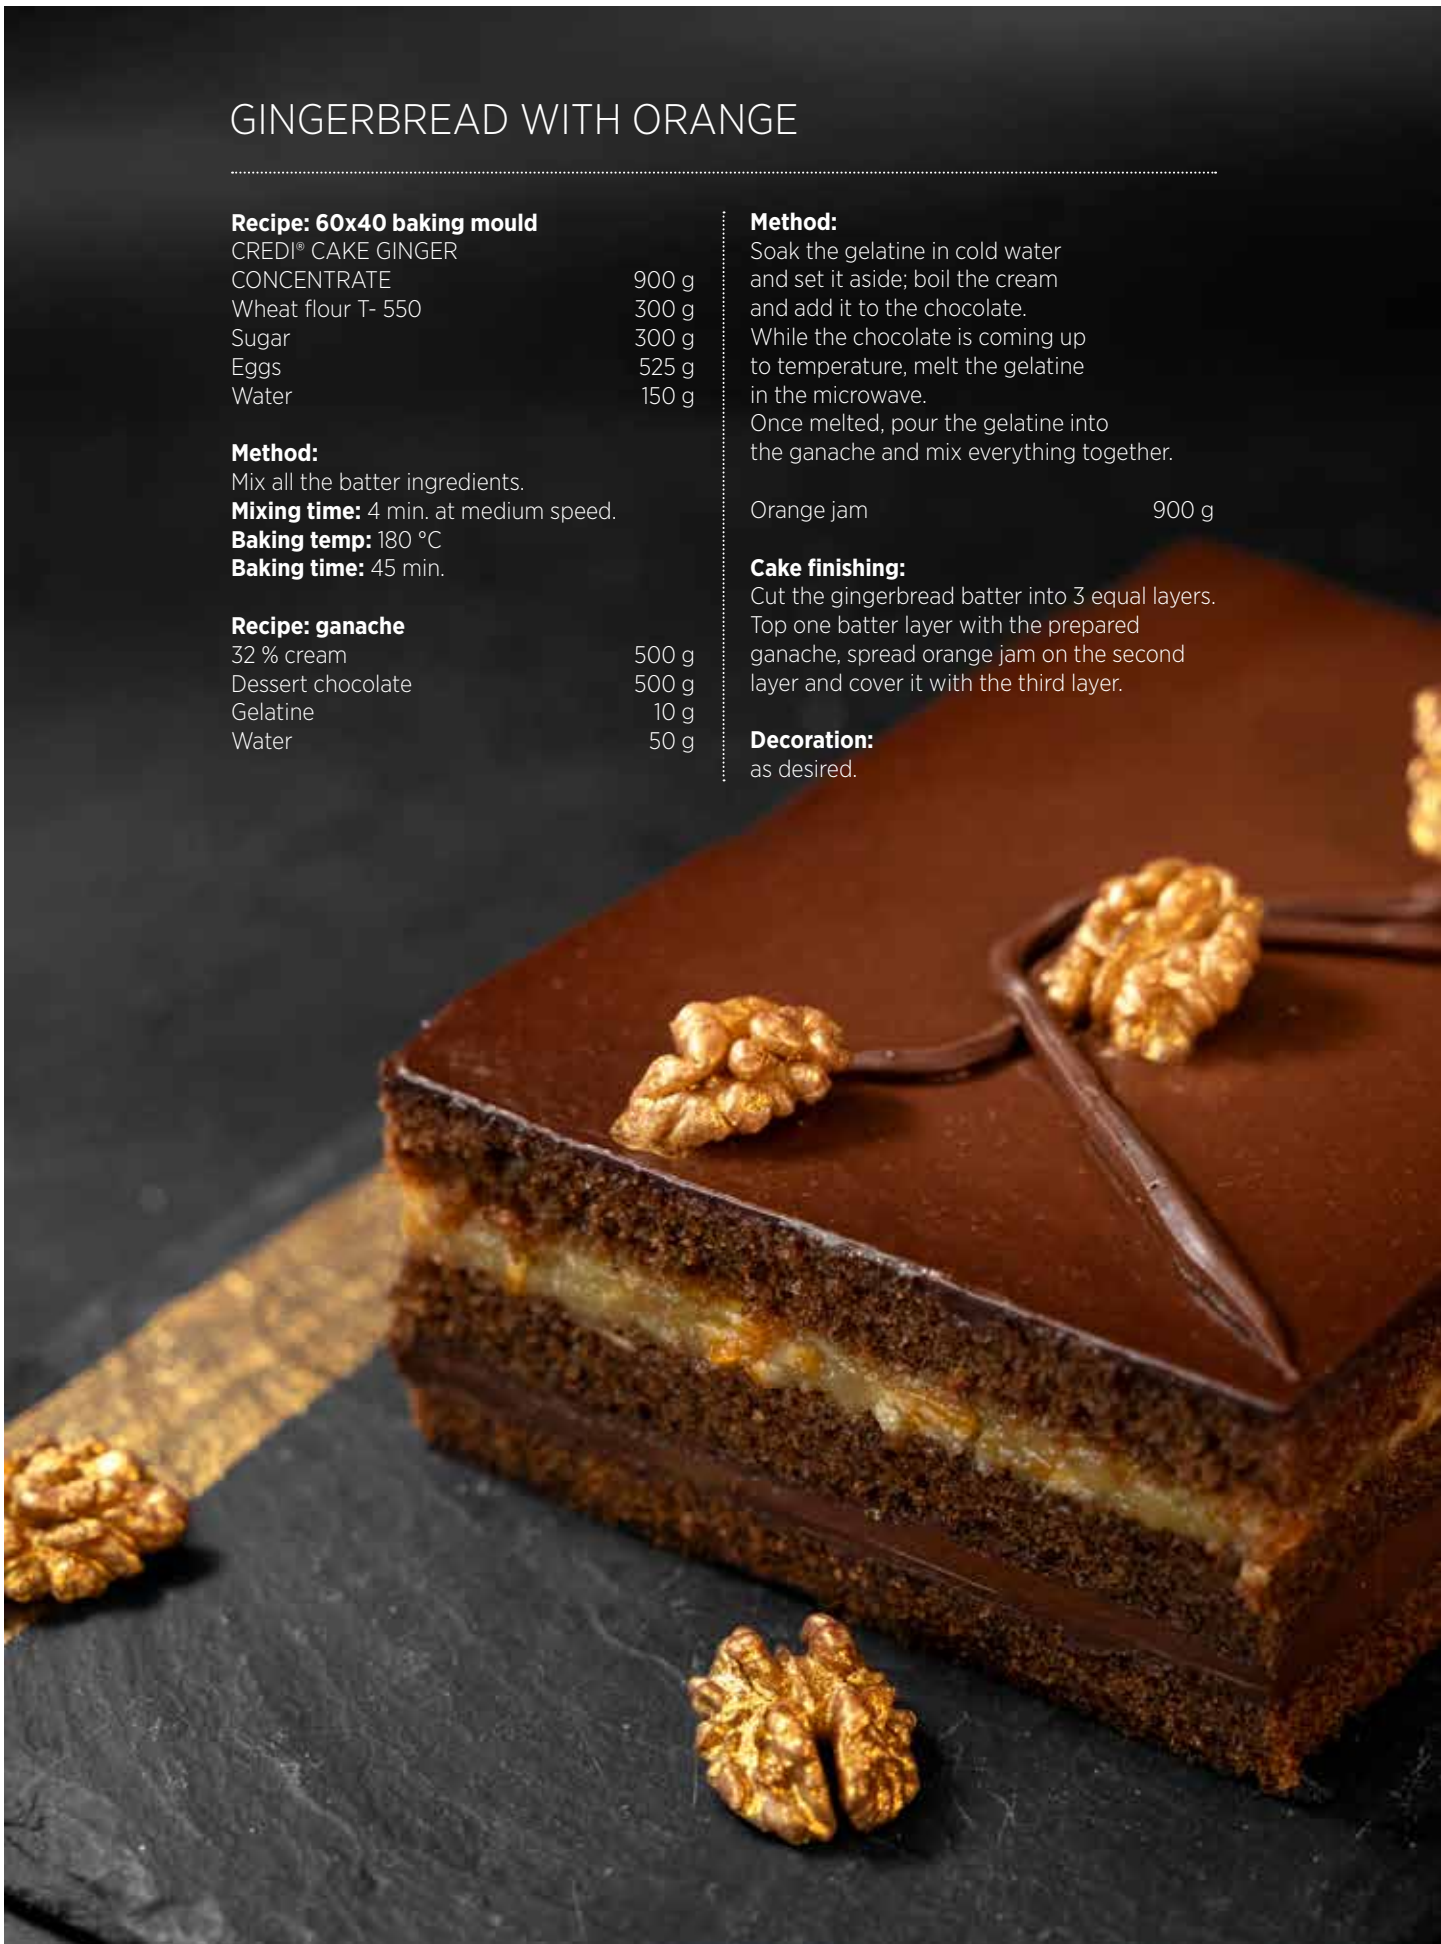 GINGERBREAD WITH ORANGE
Recipe: 60x40 baking mould
CREDI® CAKE GINGER
CONCENTRATE 900 g
Wheat flour T- 550 300 g
Sugar 300 g
Eggs 525 g
Water 150 g
Method:
Mix all the batter ingredients.
Mixing time: 4 min. at medium speed.
Baking temp: 180 °C
Baking time: 45 min.
Recipe: ganache
32 % cream 500 g
Dessert chocolate 500 g
Gelatine 10 g
Water 50 g
Method:
Soak the gelatine in cold water
and set it aside; boil the cream
and add it to the chocolate.
While the chocolate is coming up
to temperature, melt the gelatine
in the microwave.
Once melted, pour the gelatine into
the ganache and mix everything together.
Orange jam 900 g
Cake finishing:
Cut the gingerbread batter into 3 equal layers.
Top one batter layer with the prepared
ganache, spread orange jam on the second
layer and cover it with the third layer.
Decoration:
as desired.